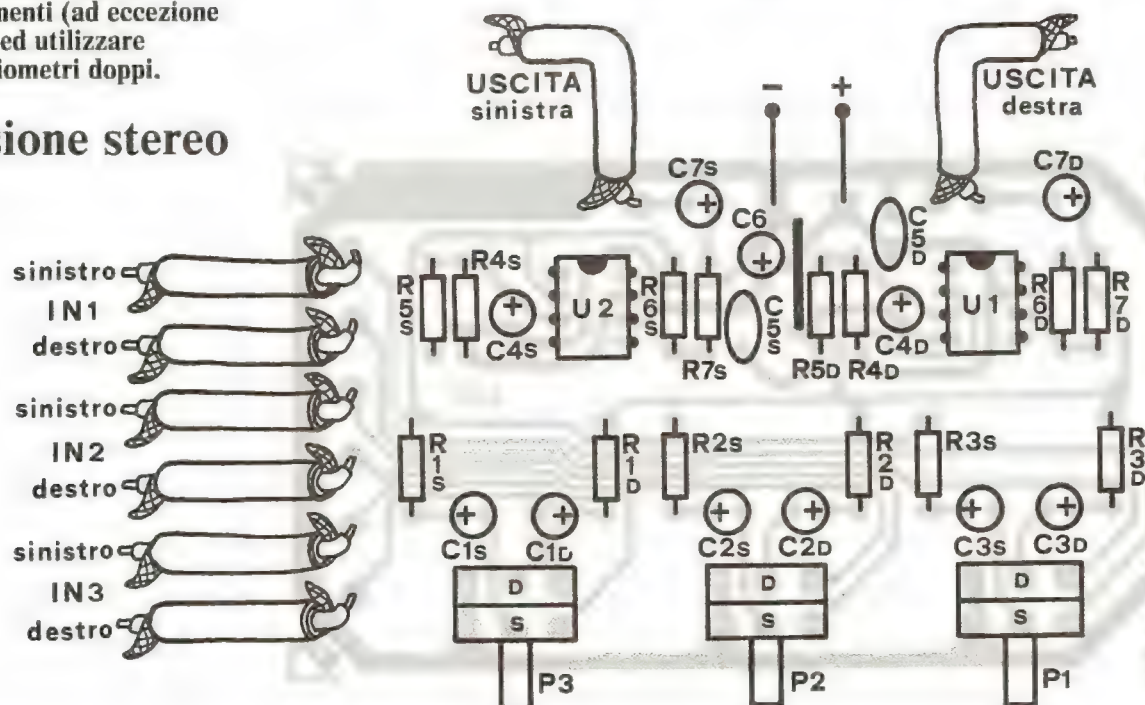 nenti (ad eccezione
ed utilizzare
iometri doppi.
zione stereo
USCITA
sinistra
-
+
USCITA
destra
C7S
C6
C5D
C7D
sinistro
IN1
destro
sinistro
IN2
destro
sinistro
IN3
destro
R5S
R4S
C4S
U2
R6S
R7S
C5S
R5D
R4D
C4D
U1
R6D
R7D
R1S
R1D
R2S
R2D
R3S
R3D
+
+
+
+
+
+
C1S
C1D
C2S
C2D
C3S
C3D
D
S
P3
D
S
P2
D
S
P1